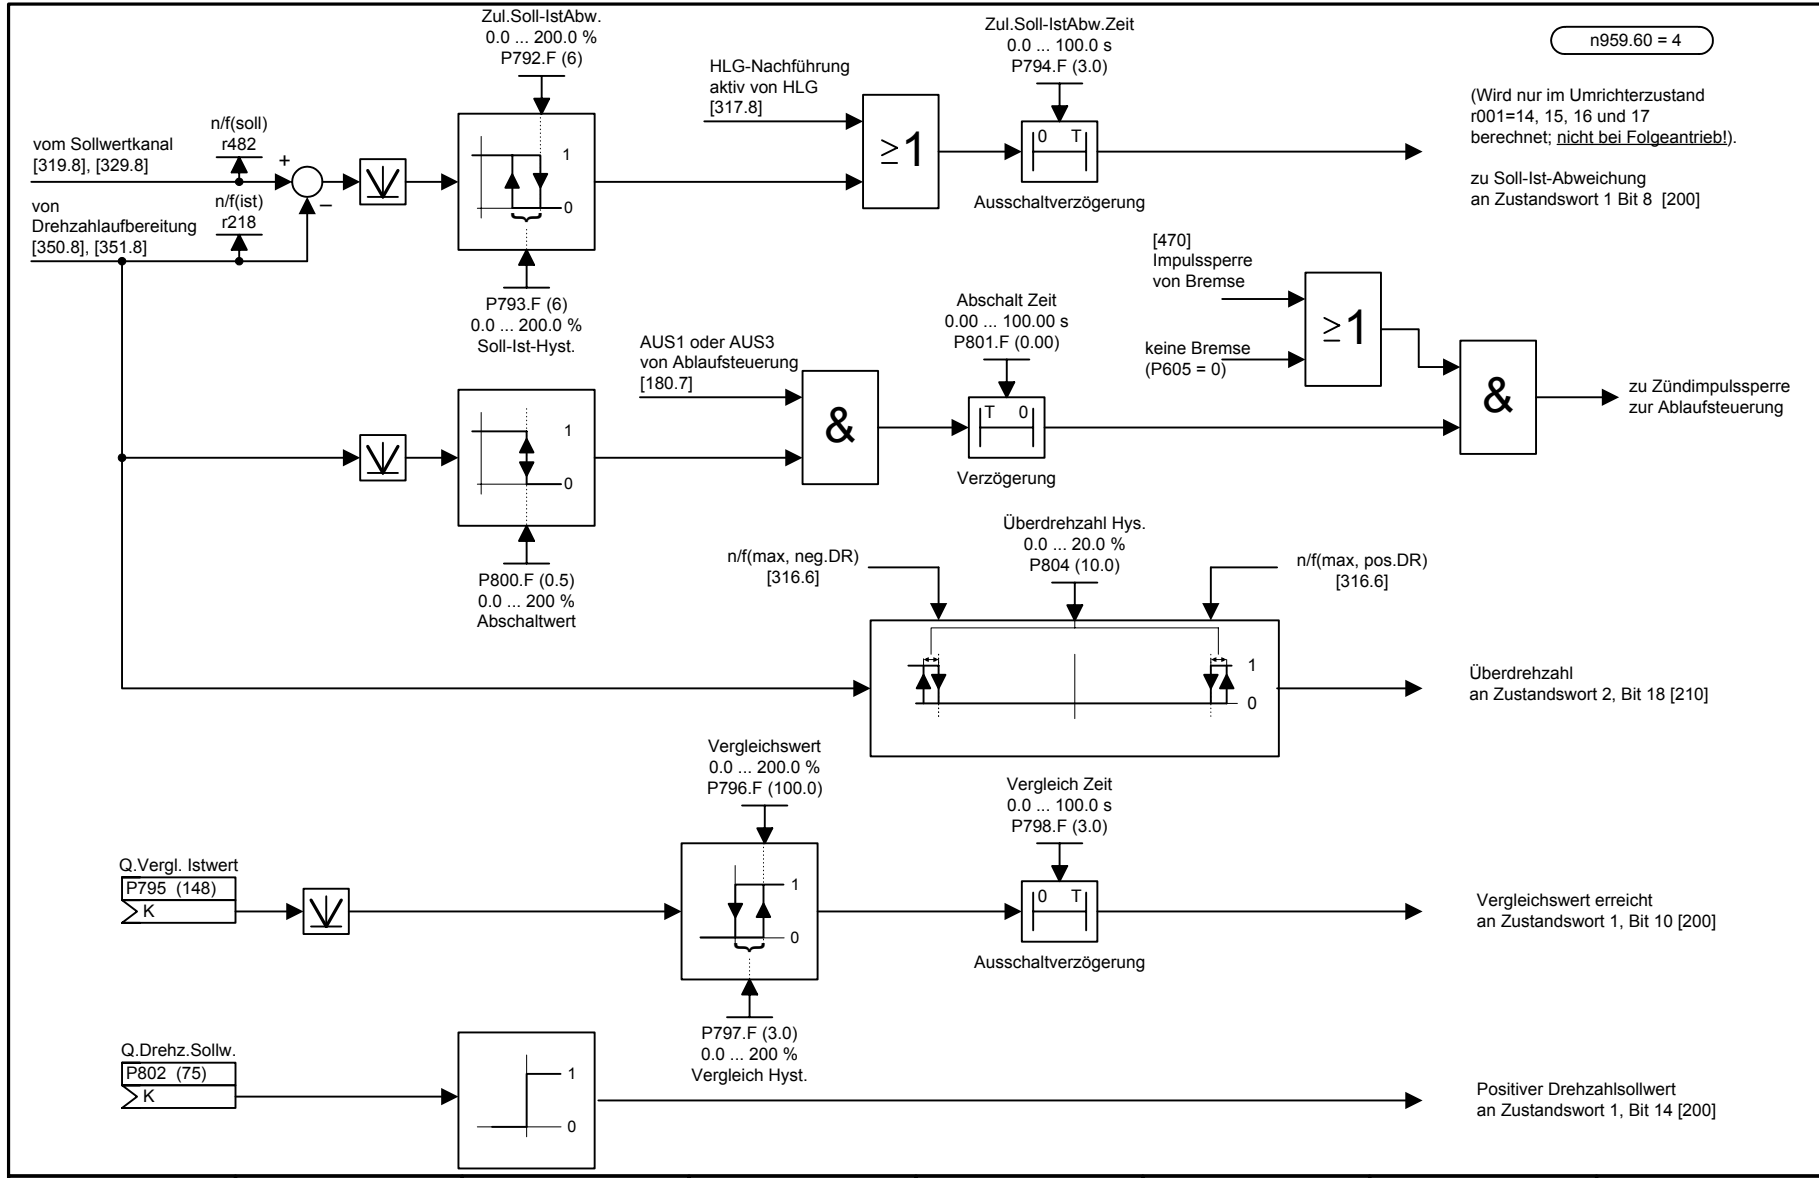 Zul.Soll-IstAbw.
0.0 ... 200.0 %
P792.F (6)
Zul.Soll-IstAbw.Zeit
0.0 ... 100.0 s
P794.F (3.0)
n959.60 = 4
HLG-Nachführung
aktiv von HLG
[317.8]
(Wird nur im Umrichterzustand
r001=14, 15, 16 und 17
berechnet; nicht bei Folgeantrieb!).
vom Sollwertkanal
[319.8], [329.8]
n/f(soll)
r482
+
−
1
0
≥1
0 T
Ausschaltverzögerung
zu Soll-Ist-Abweichung
an Zustandswort 1 Bit 8 [200]
von
Drehzahlaufbereitung
[350.8], [351.8]
n/f(ist)
r218
P793.F (6)
0.0 ... 200.0 %
Soll-Ist-Hyst.
[470]
Impulssperre
von Bremse
keine Bremse
(P605 = 0)
≥1
&
zu Zündimpulssperre
zur Ablaufsteuerung
AUS1 oder AUS3
von Ablaufsteuerung
[180.7]
Abschalt Zeit
0.00 ... 100.00 s
P801.F (0.00)
1
0
&
T 0
Verzögerung
P800.F (0.5)
0.0 ... 200 %
Abschaltwert
n/f(max, neg.DR)
[316.6]
Überdrehzahl Hys.
0.0 ... 20.0 %
P804 (10.0)
n/f(max, pos.DR)
[316.6]
1
0
Überdrehzahl
an Zustandswort 2, Bit 18 [210]
Vergleichswert
0.0 ... 200.0 %
P796.F (100.0)
Vergleich Zeit
0.0 ... 100.0 s
P798.F (3.0)
Q.Vergl. Istwert
P795 (148)
K
1
0
0 T
Ausschaltverzögerung
Vergleichswert erreicht
an Zustandswort 1, Bit 10 [200]
P797.F (3.0)
0.0 ... 200 %
Vergleich Hyst.
Q.Drehz.Sollw.
P802 (75)
K
1
0
Positiver Drehzahlsollwert
an Zustandswort 1, Bit 14 [200]